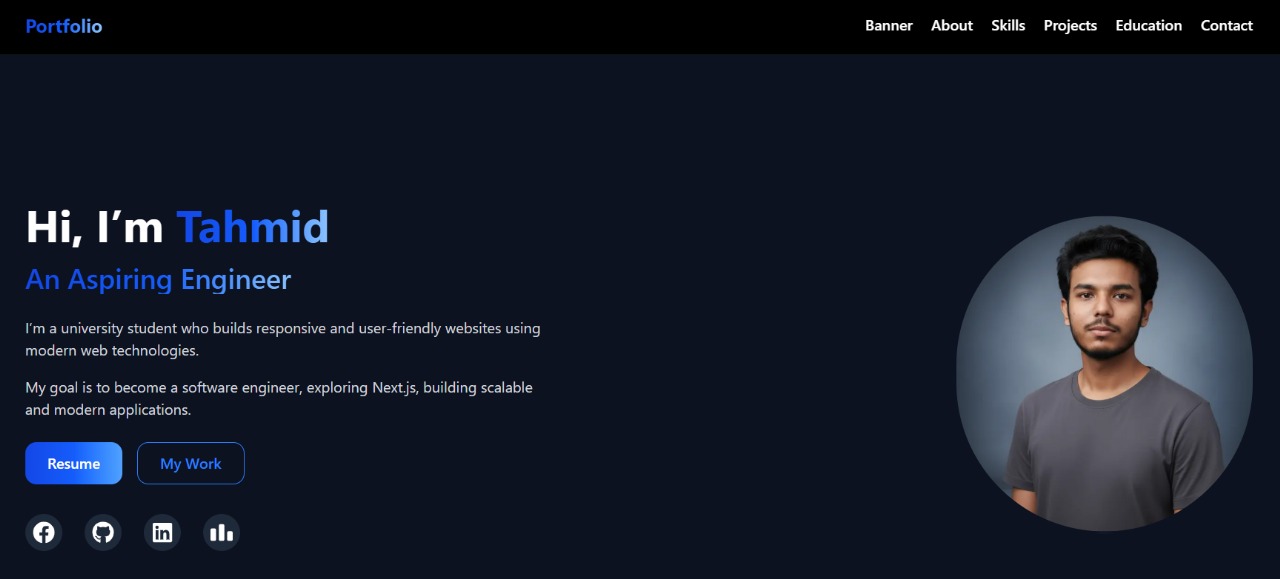 Portfolio
Banner About Skills Projects Education Contact
Hi, I’m Tahmid
An Aspiring Engineer
I’m a university student who builds responsive and user-friendly websites using
modern web technologies.
My goal is to become a software engineer, exploring Next.js, building scalable
and modern applications.
Resume
My Work